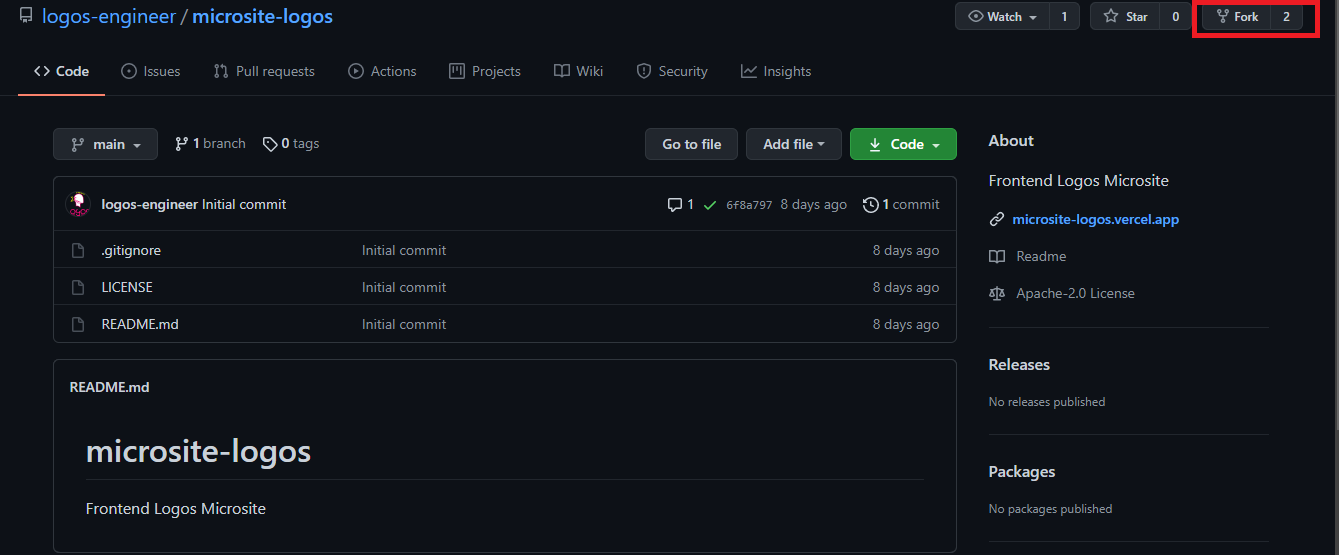 logos-engineer / microsite-logos
Watch 1 Star 0 Fork 2
Code Issues Pull requests Actions Projects Wiki Security Insights
main 1 branch 0 tags Go to file Add file Code
logos-engineer Initial commit 1 6f8a797 8 days ago 1 commit
.gitignore Initial commit 8 days ago
LICENSE Initial commit 8 days ago
README.md Initial commit 8 days ago
README.md
microsite-logos
Frontend Logos Microsite
About
Frontend Logos Microsite
microsite-logos.vercel.app
Readme
Apache-2.0 License
Releases
No releases published
Packages
No packages published